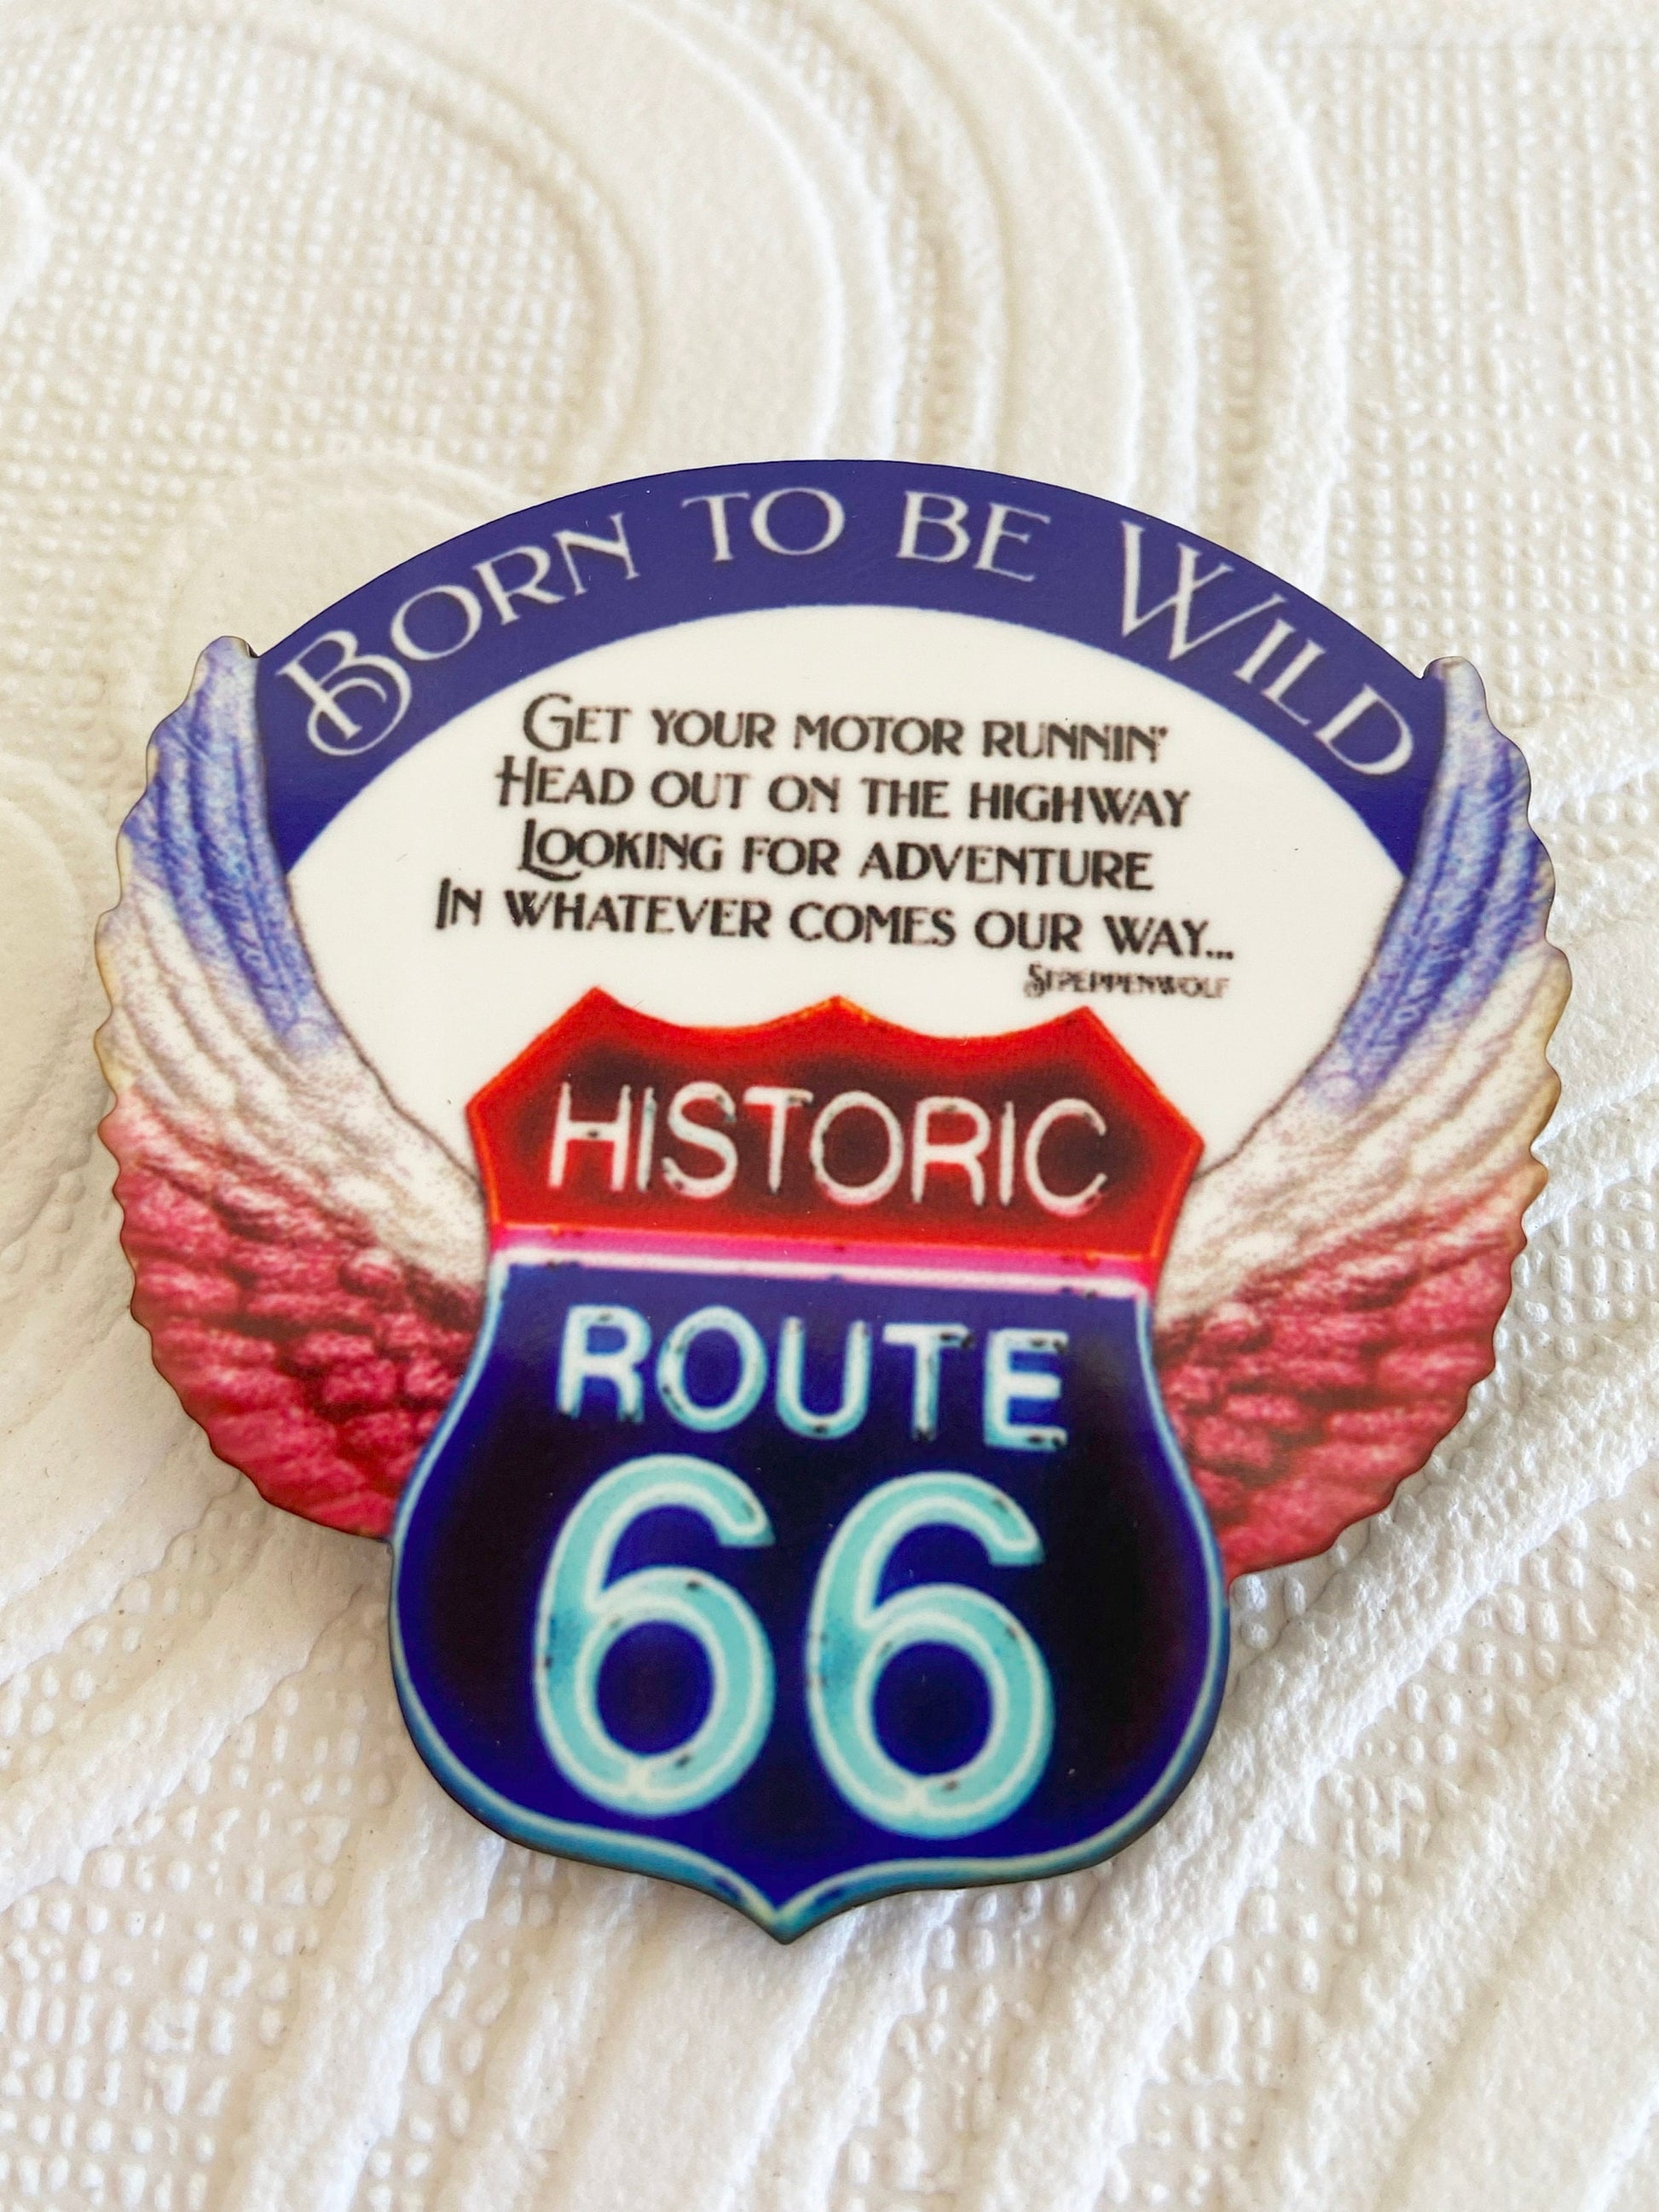 BORN TO BE WILD
GET YOUR MOTOR RUNNIN'
HEAD OUT ON THE HIGHWAY
LOOKING FOR ADVENTURE
IN WHATEVER COMES OUR WAY...
STPEPPENWOLF
HISTORIC
ROUTE
66